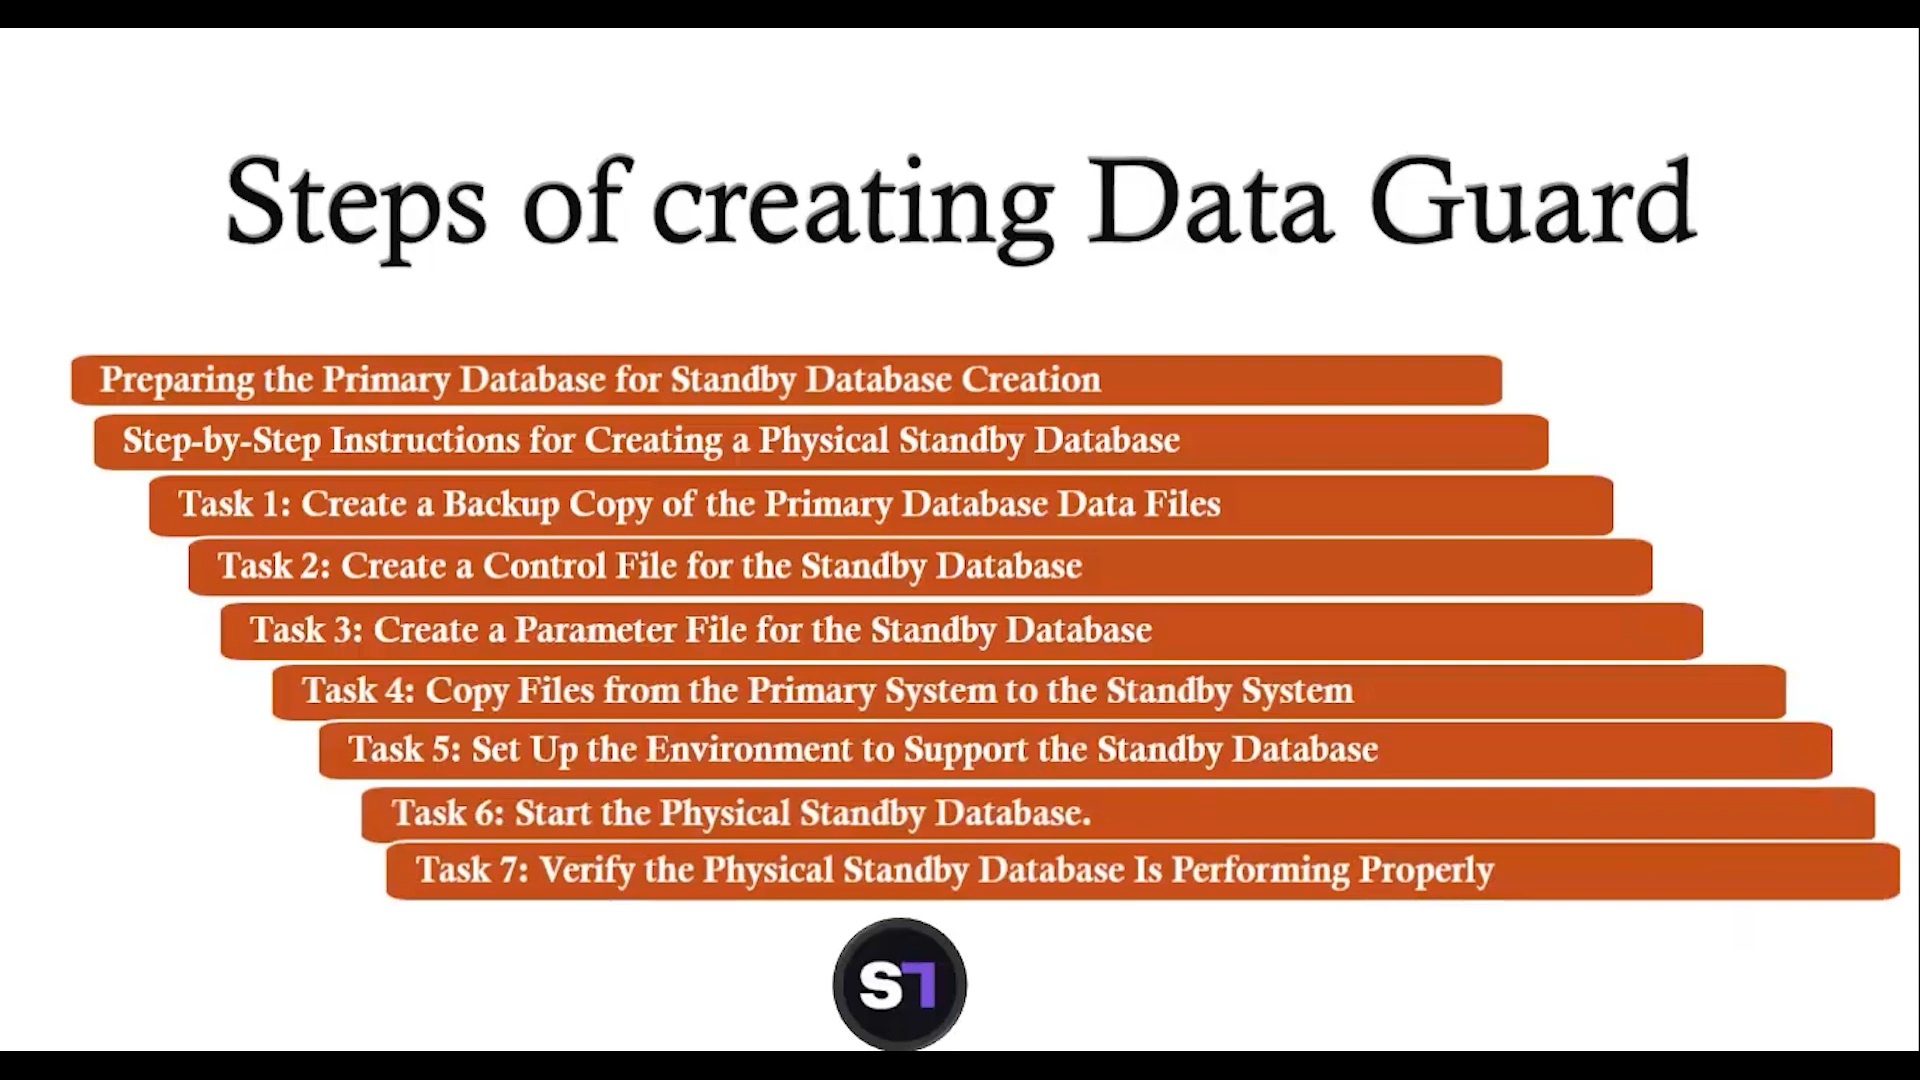 Steps of creating Data Guard
Preparing the Primary Database for Standby Database Creation
Step-by-Step Instructions for Creating a Physical Standby Database
Task 1: Create a Backup Copy of the Primary Database Data Files
Task 2: Create a Control File for the Standby Database
Task 3: Create a Parameter File for the Standby Database
Task 4: Copy Files from the Primary System to the Standby System
Task 5: Set Up the Environment to Support the Standby Database
Task 6: Start the Physical Standby Database.
Task 7: Verify the Physical Standby Database Is Performing Properly